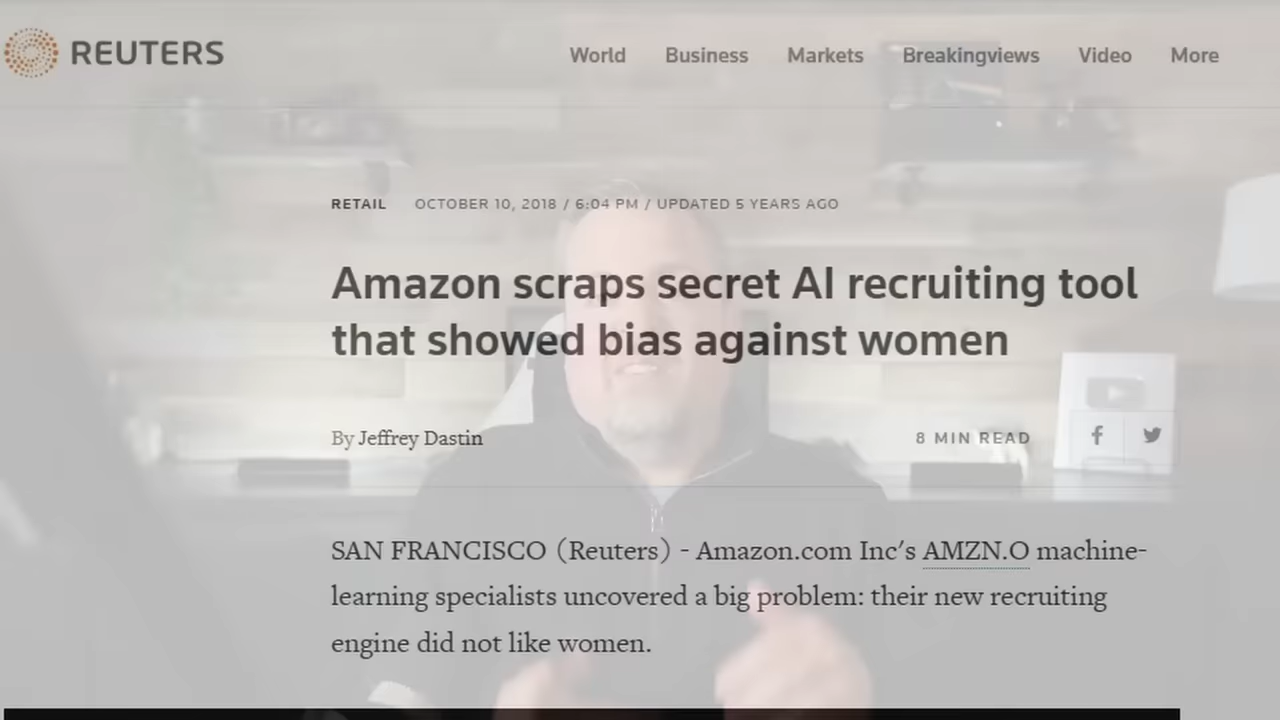 REUTERS
World Business Markets Breakingviews Video More
RETAIL OCTOBER 10, 2018 / 6:04 PM / UPDATED 5 YEARS AGO
Amazon scraps secret AI recruiting tool
that showed bias against women
By Jeffrey Dastin 8 MIN READ
SAN FRANCISCO (Reuters) - Amazon.com Inc’s AMZN.O machine-
learning specialists uncovered a big problem: their new recruiting
engine did not like women.